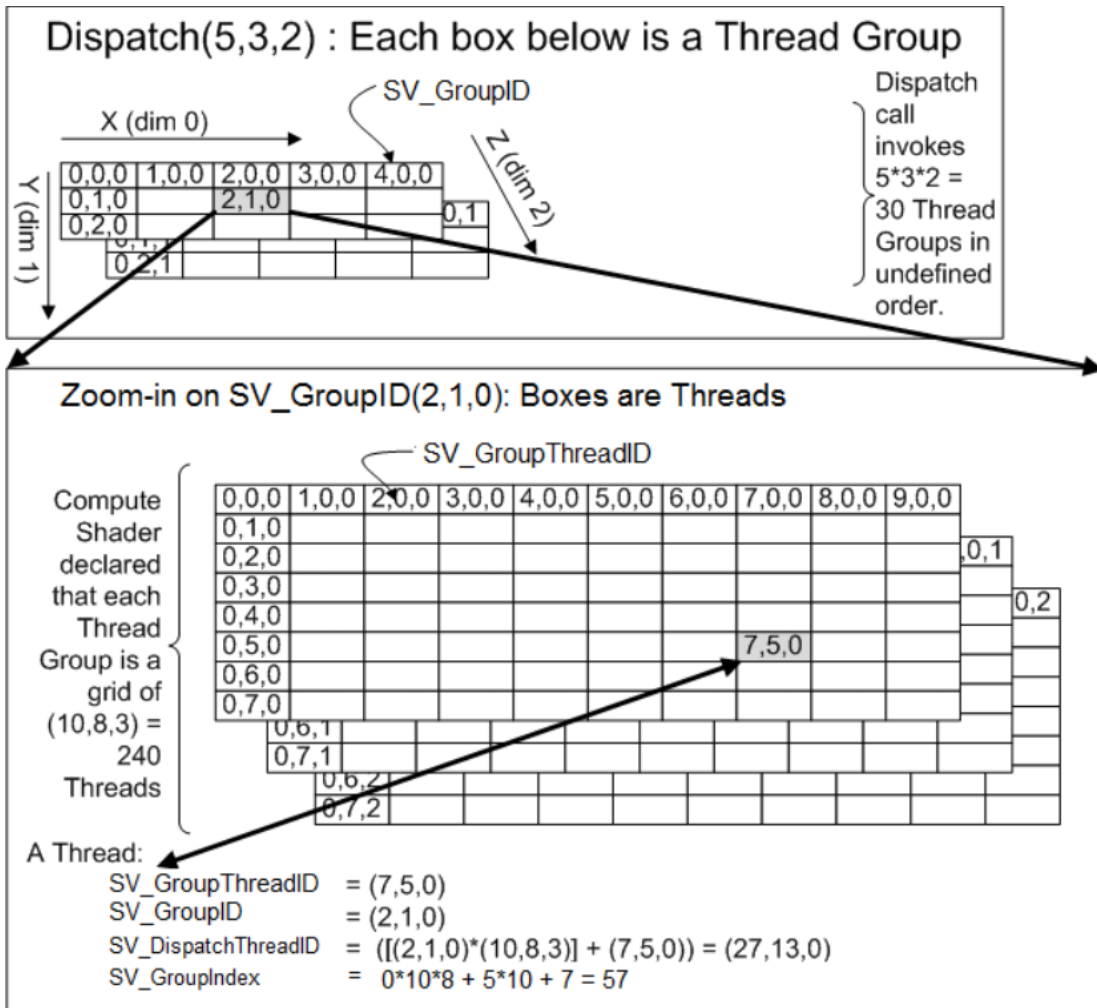 Dispatch(5,3,2) : Each box below is a Thread Group
SV_GroupID
X (dim 0)
Y (dim 1)
Z (dim 2)
0,0,0 1,0,0 2,0,0 3,0,0 4,0,0
0,1,0 2,1,0
0,2,0
0,1
0,2,1
Dispatch
call
invokes
5*3*2 =
30 Thread
Groups in
undefined
order.
Zoom-in on SV_GroupID(2,1,0): Boxes are Threads
SV_GroupThreadID
Compute
Shader
declared
that each
Thread
Group is a
grid of
(10,8,3) =
240
Threads
0,0,0 1,0,0 2,0,0 3,0,0 4,0,0 5,0,0 6,0,0 7,0,0 8,0,0 9,0,0
0,1,0
0,2,0
0,3,0
0,4,0
0,5,0 7,5,0
0,6,0
0,7,0
,0,1
0,2
0,6,1
0,7,1
0,6,2
0,7,2
A Thread:
SV_GroupThreadID = (7,5,0)
SV_GroupID = (2,1,0)
SV_DispatchThreadID = ([(2,1,0)*(10,8,3)] + (7,5,0)) = (27,13,0)
SV_GroupIndex = 0*10*8 + 5*10 + 7 = 57